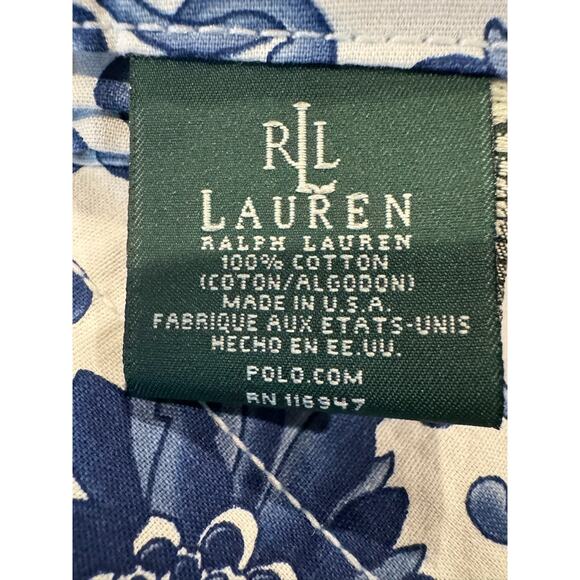 RLL
LAUREN
RALPH LAUREN
100% COTTON
(COTON/ALGODON)
MADE IN U.S.A.
FABRIQUE AUX ETATS-UNIS
HECHO EN EE.UU.
POLO.COM
RN 116947